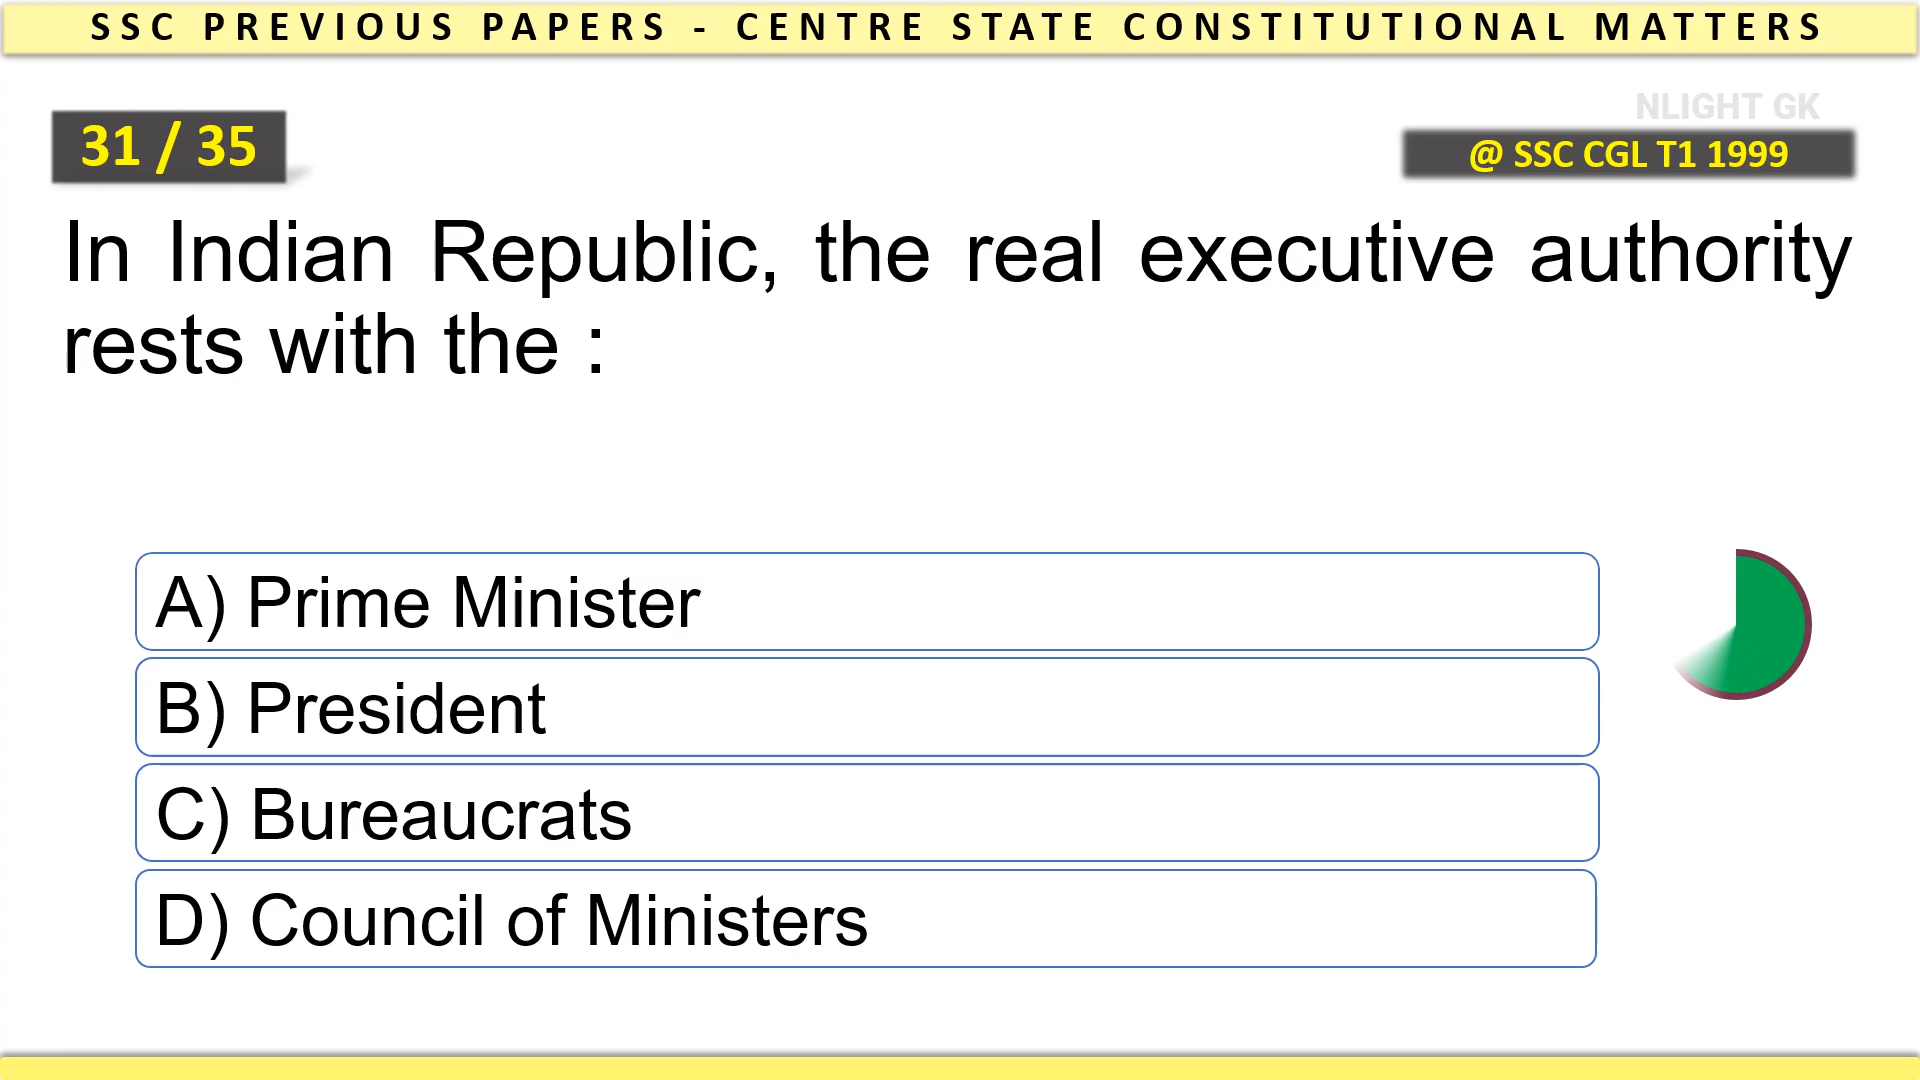 SSC PREVIOUS PAPERS - CENTRE STATE CONSTITUTIONAL MATTERS
NLIGHT GK
31 / 35
@ SSC CGL T1 1999
In Indian Republic, the real executive authority
rests with the :
A) Prime Minister
B) President
C) Bureaucrats
D) Council of Ministers